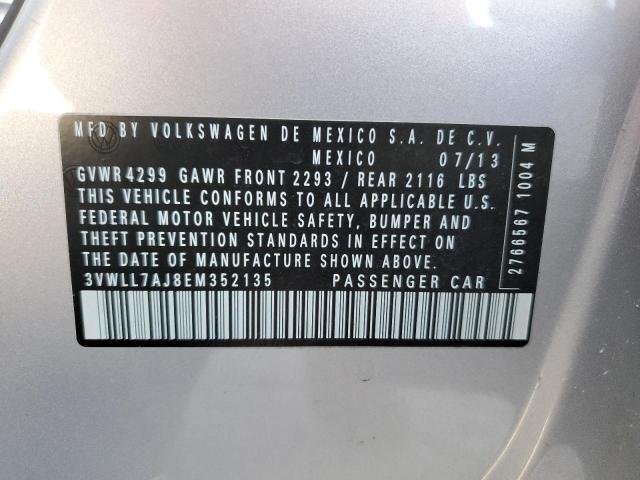 MFD BY VOLKSWAGEN DE MEXICO S.A. DE C.V.
MEXICO 07/13
GVWR 4299 GAWR FRONT 2293 / REAR 2116 LBS
THIS VEHICLE CONFORMS TO ALL APPLICABLE U.S.
FEDERAL MOTOR VEHICLE SAFETY, BUMPER AND
THEFT PREVENTION STANDARDS IN EFFECT ON
THE DATE OF MANUFACTURE SHOWN ABOVE.
3VWLL7AJ8EM352135 PASSENGER CAR
2766567 1004 M